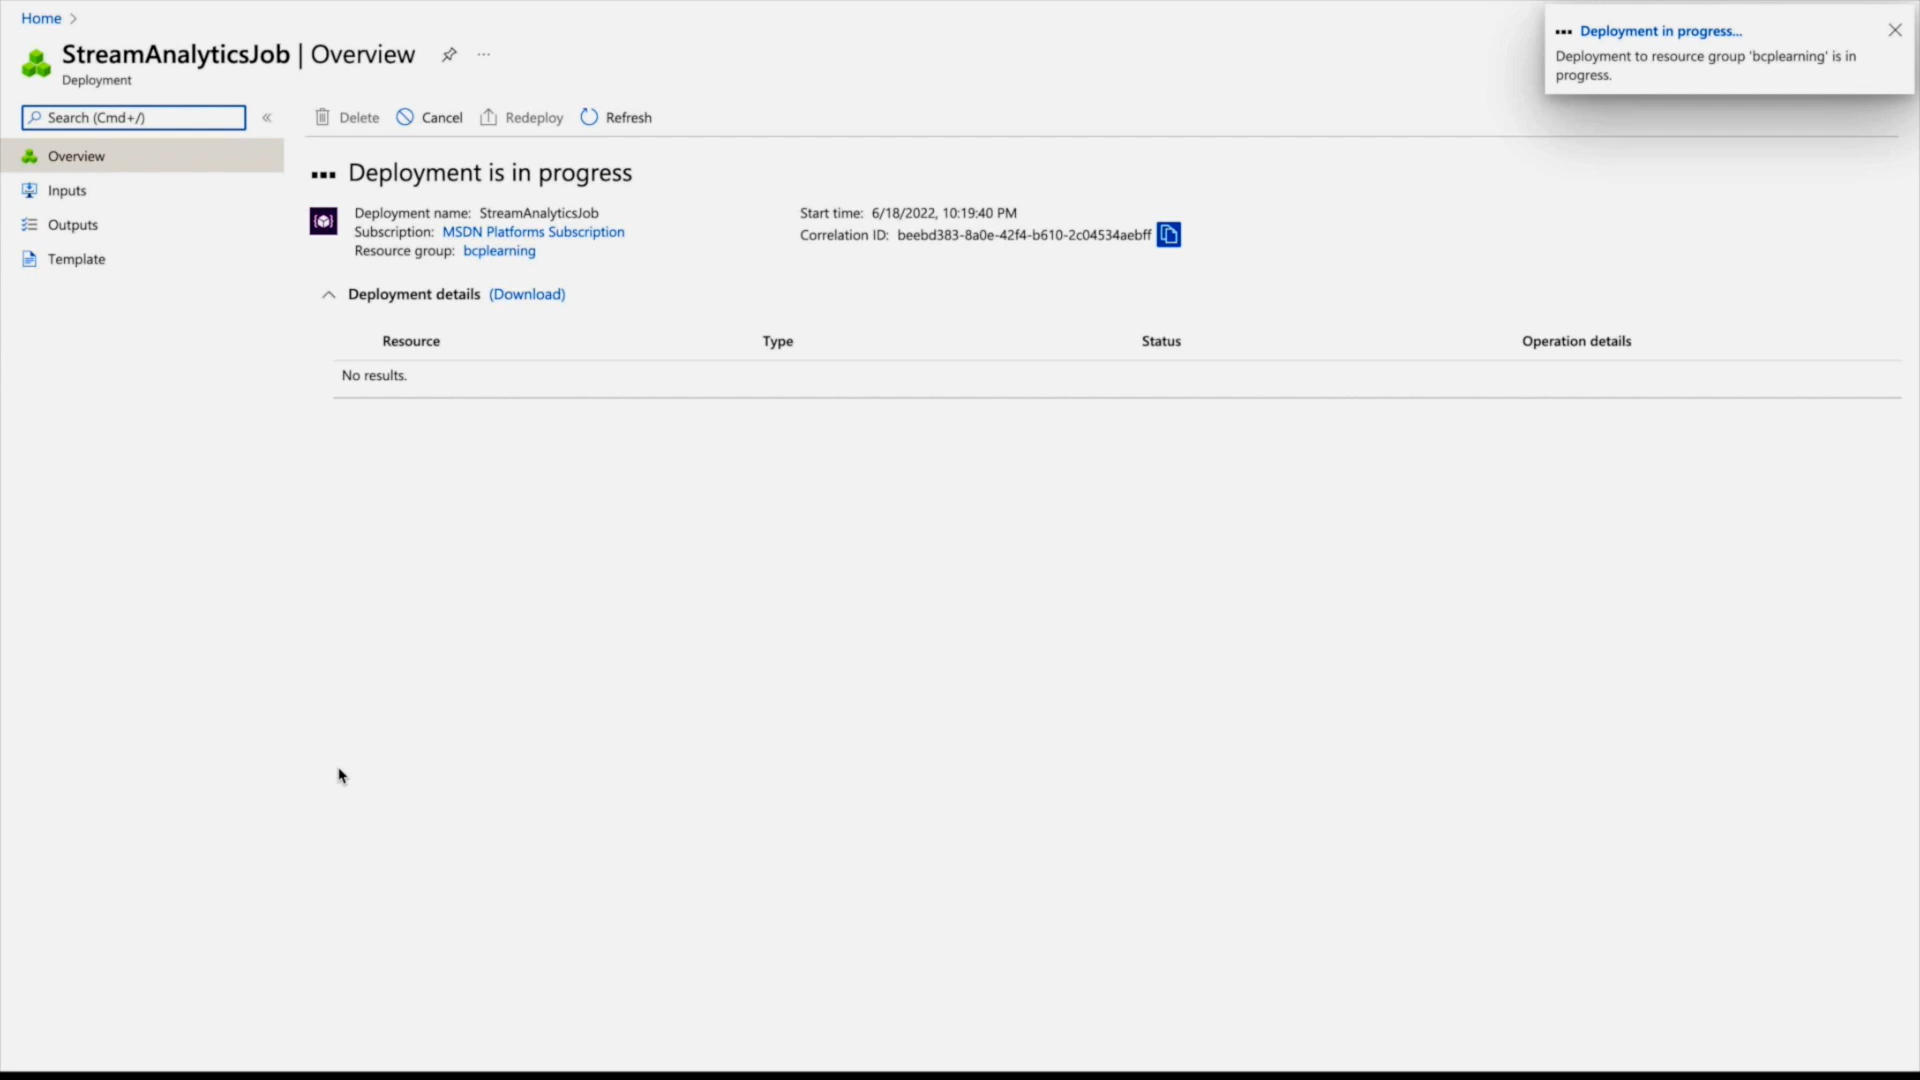 Home
StreamAnalyticsJob | Overview
Deployment
Search (Cmd+/)
Overview
Inputs
Outputs
Template
Delete
Cancel
Redeploy
Refresh
Deployment is in progress
Deployment name: StreamAnalyticsJob
Subscription: MSDN Platforms Subscription
Resource group: bcplearning
Start time: 6/18/2022, 10:19:40 PM
Correlation ID: beebd383-8a0e-42f4-b610-2c04534aebff
Deployment details (Download)
Resource Type Status Operation details
No results.
Deployment in progress...
Deployment to resource group 'bcplearning' is in
progress.